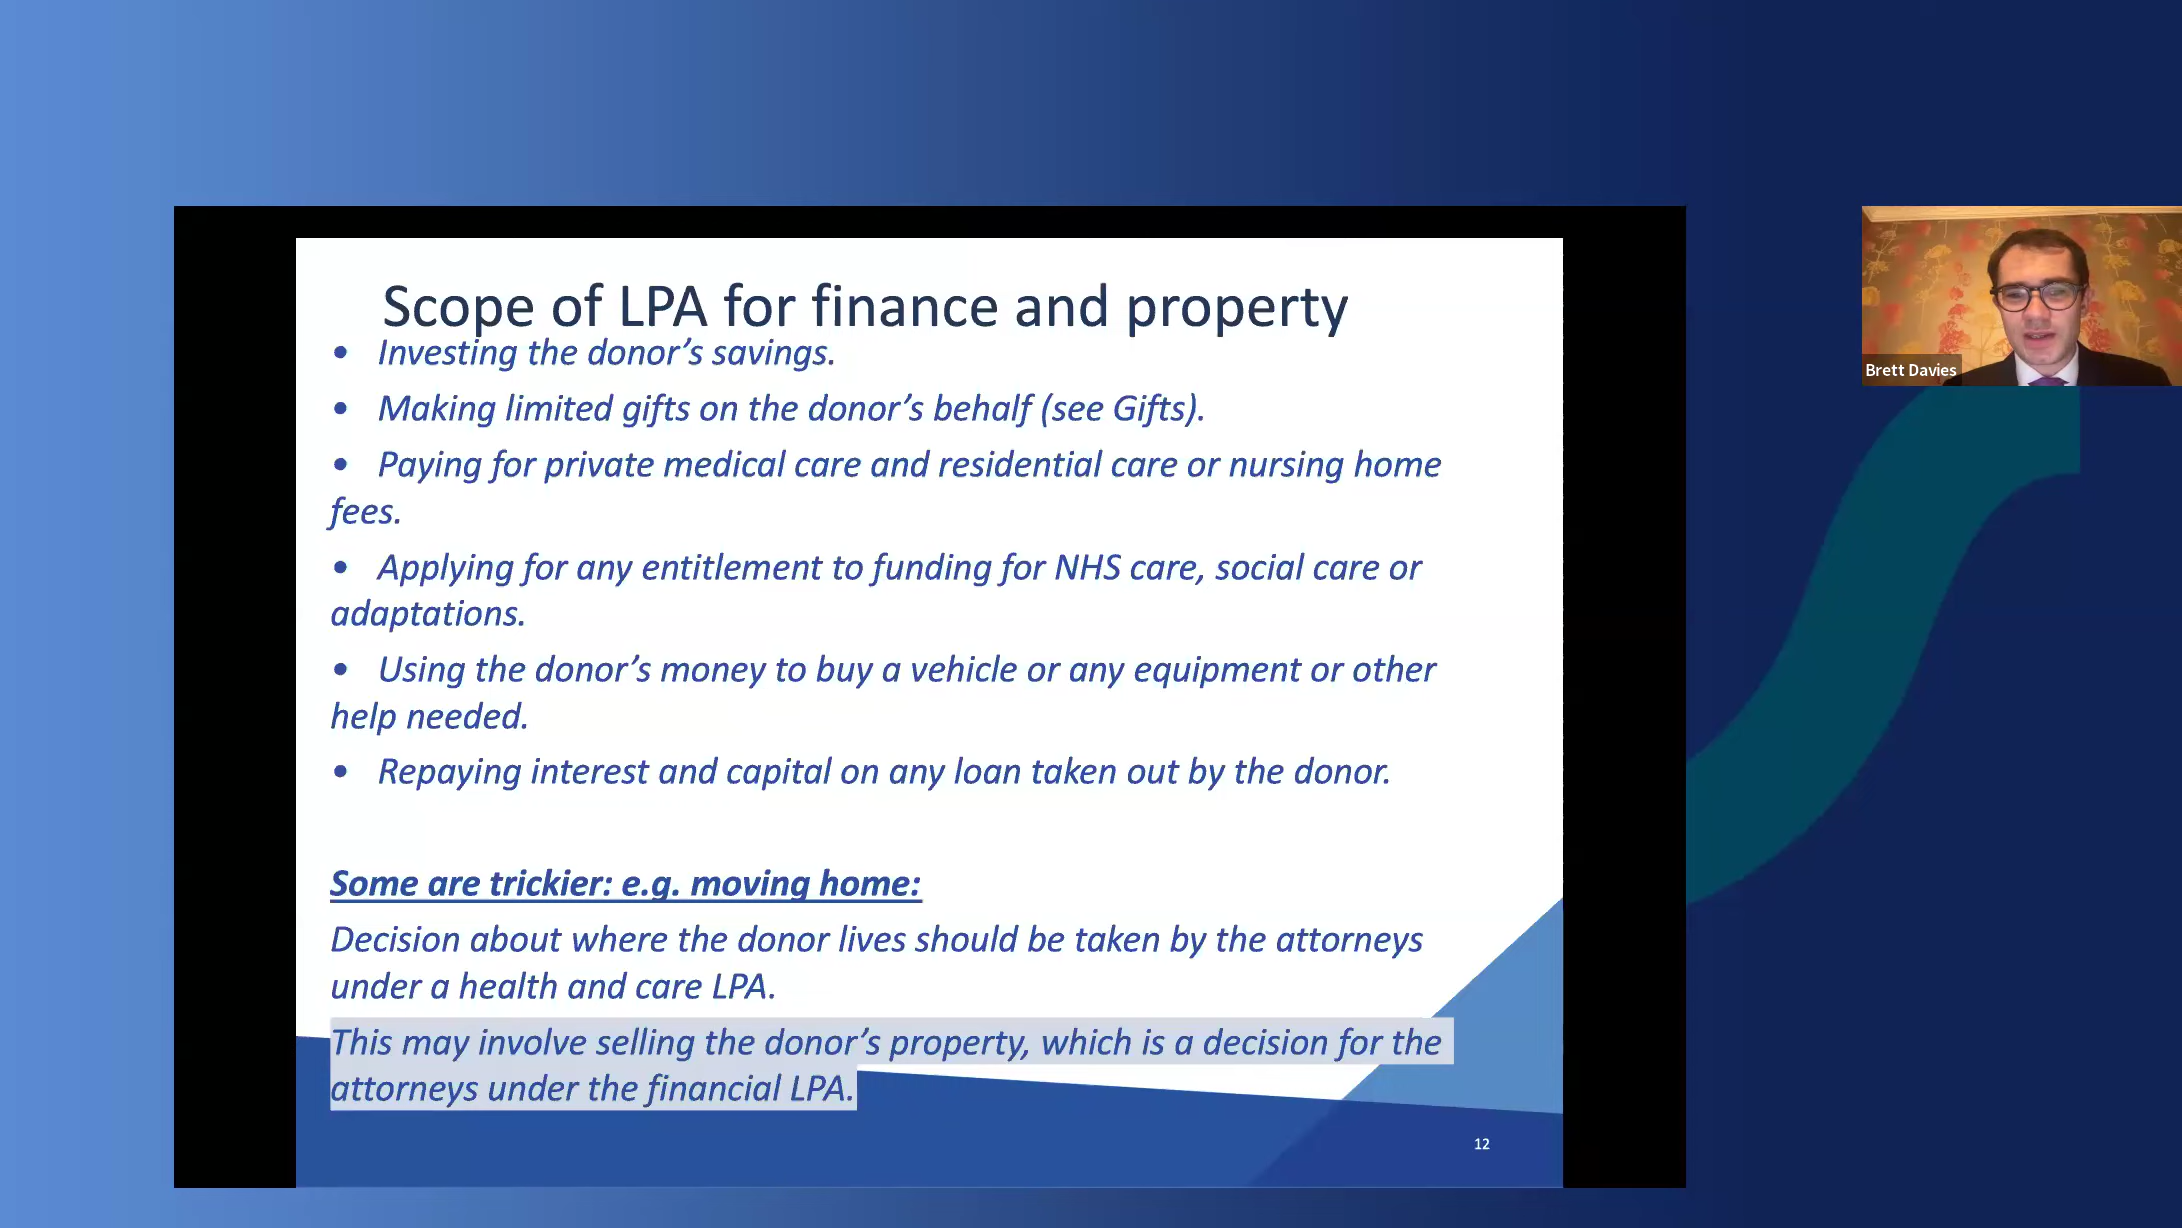 Scope of LPA for finance and property
• Investing the donor’s savings.
• Making limited gifts on the donor’s behalf (see Gifts).
• Paying for private medical care and residential care or nursing home
fees.
• Applying for any entitlement to funding for NHS care, social care or
adaptations.
• Using the donor’s money to buy a vehicle or any equipment or other
help needed.
• Repaying interest and capital on any loan taken out by the donor.
Some are trickier: e.g. moving home:
Decision about where the donor lives should be taken by the attorneys
under a health and care LPA.
This may involve selling the donor’s property, which is a decision for the
attorneys under the financial LPA.
12
Brett Davies